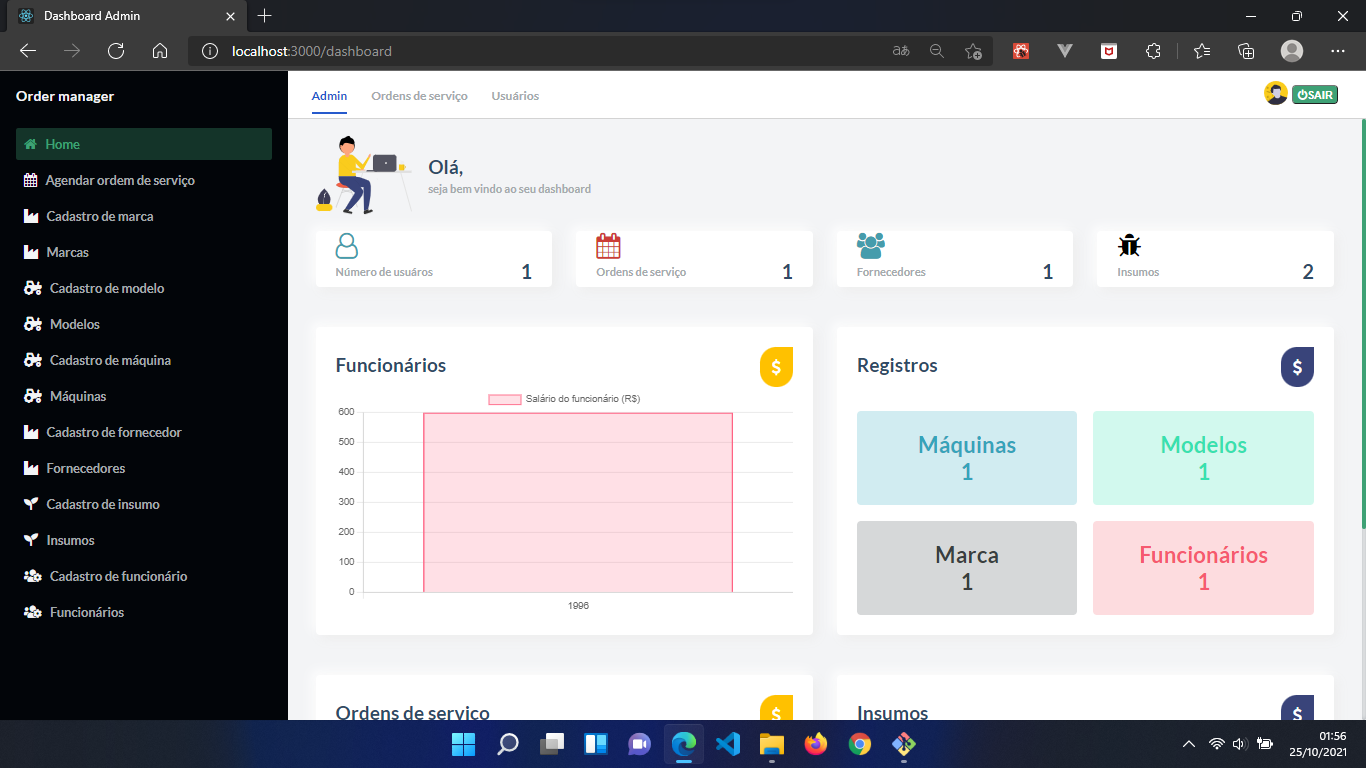 Dashboard Admin
localhost:3000/dashboard
aあ
Order manager
Home
Agendar ordem de serviço
Cadastro de marca
Marcas
Cadastro de modelo
Modelos
Cadastro de máquina
Máquinas
Cadastro de fornecedor
Fornecedores
Cadastro de insumo
Insumos
Cadastro de funcionário
Funcionários
Admin Ordens de serviço Usuários
SAIR
Olá,
seja bem vindo ao seu dashboard
Número de usuáros 1
Ordens de serviço 1
Fornecedores 1
Insumos 2
Funcionários
$
Salário do funcionário (R$)
600
500
400
300
200
100
0
1996
Registros
$
Máquinas
1
Modelos
1
Marca
1
Funcionários
1
Ordens de serviço
$
Insumos
$
01:56
25/10/2021